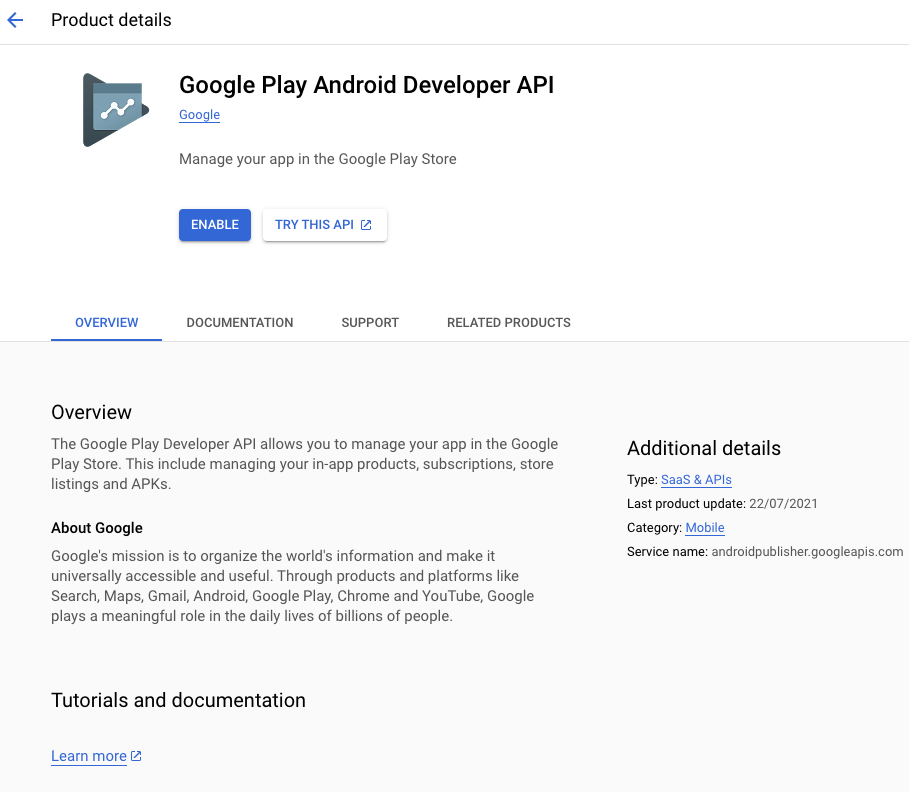 Product details
Google Play Android Developer API
Google
Manage your app in the Google Play Store
ENABLE
TRY THIS API
OVERVIEW
DOCUMENTATION
SUPPORT
RELATED PRODUCTS
Overview
The Google Play Developer API allows you to manage your app in the Google
Play Store. This include managing your in-app products, subscriptions, store
listings and APKs.
About Google
Google's mission is to organize the world's information and make it
universally accessible and useful. Through products and platforms like
Search, Maps, Gmail, Android, Google Play, Chrome and YouTube, Google
plays a meaningful role in the daily lives of billions of people.
Tutorials and documentation
Learn more
Additional details
Type: SaaS & APIs
Last product update: 22/07/2021
Category: Mobile
Service name: androidpublisher.googleapis.com